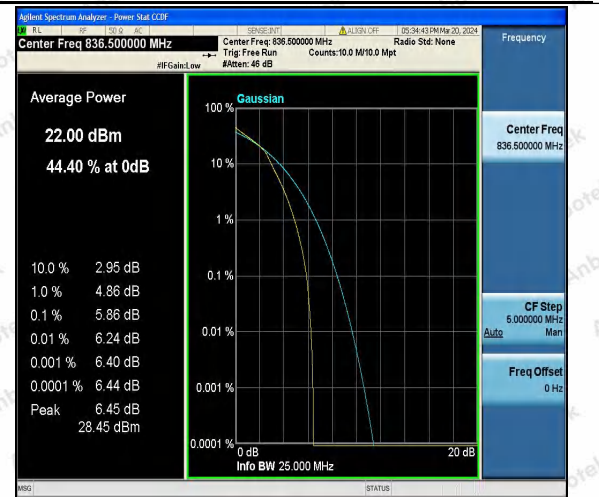 Agilent Spectrum Analyzer - Power Stat CCDF
RL RF 50 Ω AC SENSE:INT ALIGN OFF 05:34:43 PM Mar 20, 2024
Center Freq 836.500000 MHz
Center Freq: 836.500000 MHz Radio Std: None
Trig: Free Run Counts:10.0 M/10.0 Mpt
#IFGain:Low #Atten: 46 dB
Frequency
Average Power
22.00 dBm
44.40 % at 0dB
10.0 % 2.95 dB
1.0 % 4.86 dB
0.1 % 5.86 dB
0.01 % 6.24 dB
0.001 % 6.40 dB
0.0001 % 6.44 dB
Peak 6.45 dB
28.45 dBm
Gaussian
100 %
10 %
1 %
0.1 %
0.01 %
0.001 %
0.0001 %
0 dB 20 dB
Info BW 25.000 MHz
Center Freq
836.500000 MHz
CF Step
5.000000 MHz
Auto Man
Freq Offset
0 Hz
MSG STATUS